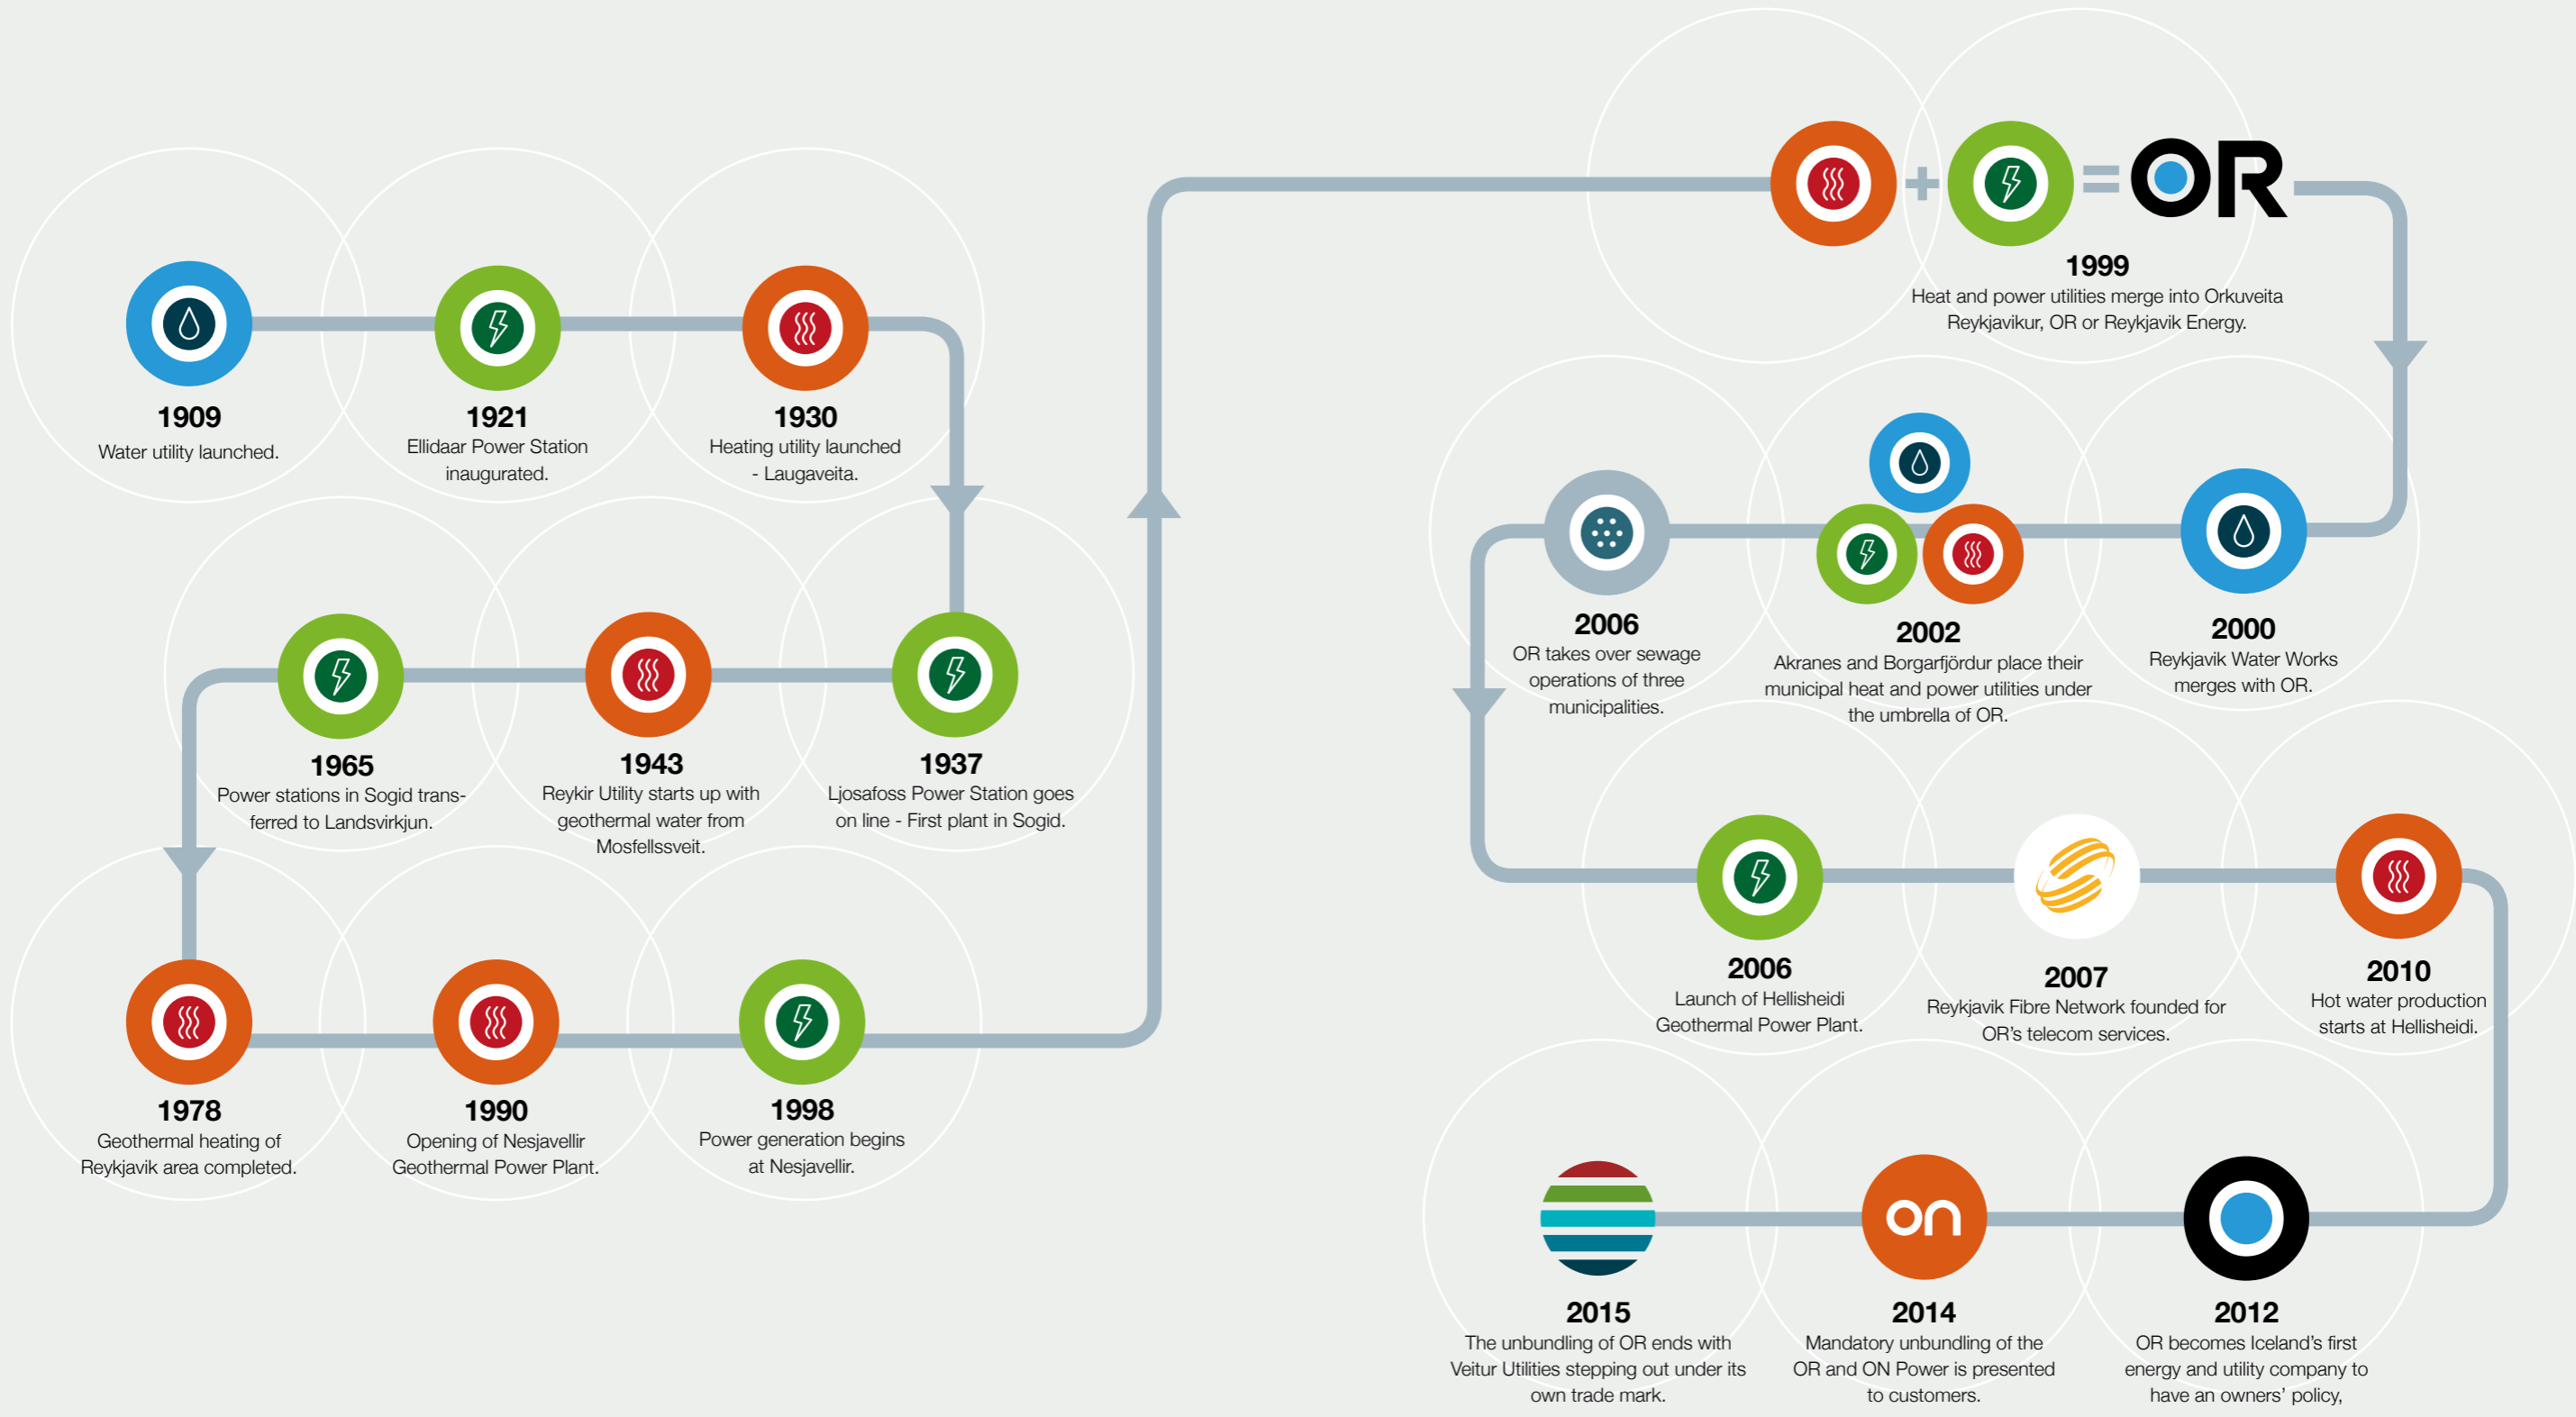 1909
Water utility launched.
1921
Ellidaar Power Station
inaugurated.
1930
Heating utility launched
- Laugaveita.
1937
Ljosafoss Power Station goes
on line - First plant in Sogid.
1943
Reykir Utility starts up with
geothermal water from
Mosfellssveit.
1965
Power stations in Sogid trans-
ferred to Landsvirkjun.
1978
Geothermal heating of
Reykjavik area completed.
1990
Opening of Nesjavellir
Geothermal Power Plant.
1998
Power generation begins
at Nesjavellir.
+ = OR
1999
Heat and power utilities merge into Orkuveita
Reykjavikur, OR or Reykjavik Energy.
2000
Reykjavik Water Works
merges with OR.
2002
Akranes and Borgarfjördur place their
municipal heat and power utilities under
the umbrella of OR.
2006
OR takes over sewage
operations of three
municipalities.
2006
Launch of Hellisheidi
Geothermal Power Plant.
2007
Reykjavik Fibre Network founded for
OR’s telecom services.
2010
Hot water production
starts at Hellisheidi.
2012
OR becomes Iceland’s first
energy and utility company to
have an owners’ policy,
on
2014
Mandatory unbundling of the
OR and ON Power is presented
to customers.
2015
The unbundling of OR ends with
Veitur Utilities stepping out under its
own trade mark.